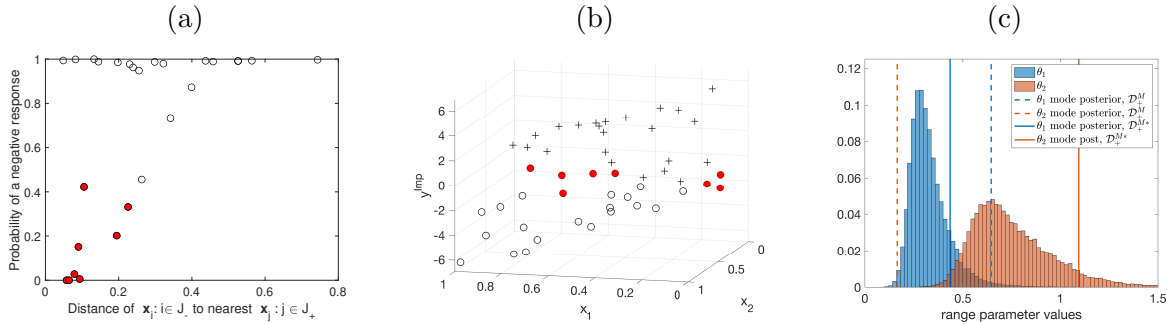 (a)
(b)
(c)
Probability of a negative response
1
0.8
0.6
0.4
0.2
0
0
0.2
0.4
0.6
0.8
Distance of x_i: i∈ J_- to nearest x_j: j ∈ J_+
y^Imp
6
4
2
0
-2
-4
-6
1
0.8
0.6
0.4
0.2
0
x_1
1
0.5
0
x_2
0.12
0.1
0.08
0.06
0.04
0.02
0
0
0.5
1
1.5
range parameter values
θ_1
θ_2
θ_1 mode posterior, 𝒟_+^M
θ_2 mode posterior, 𝒟_+^M
θ_1 mode posterior, 𝒟_+^{M*}
θ_2 mode post, 𝒟_+^{M*}